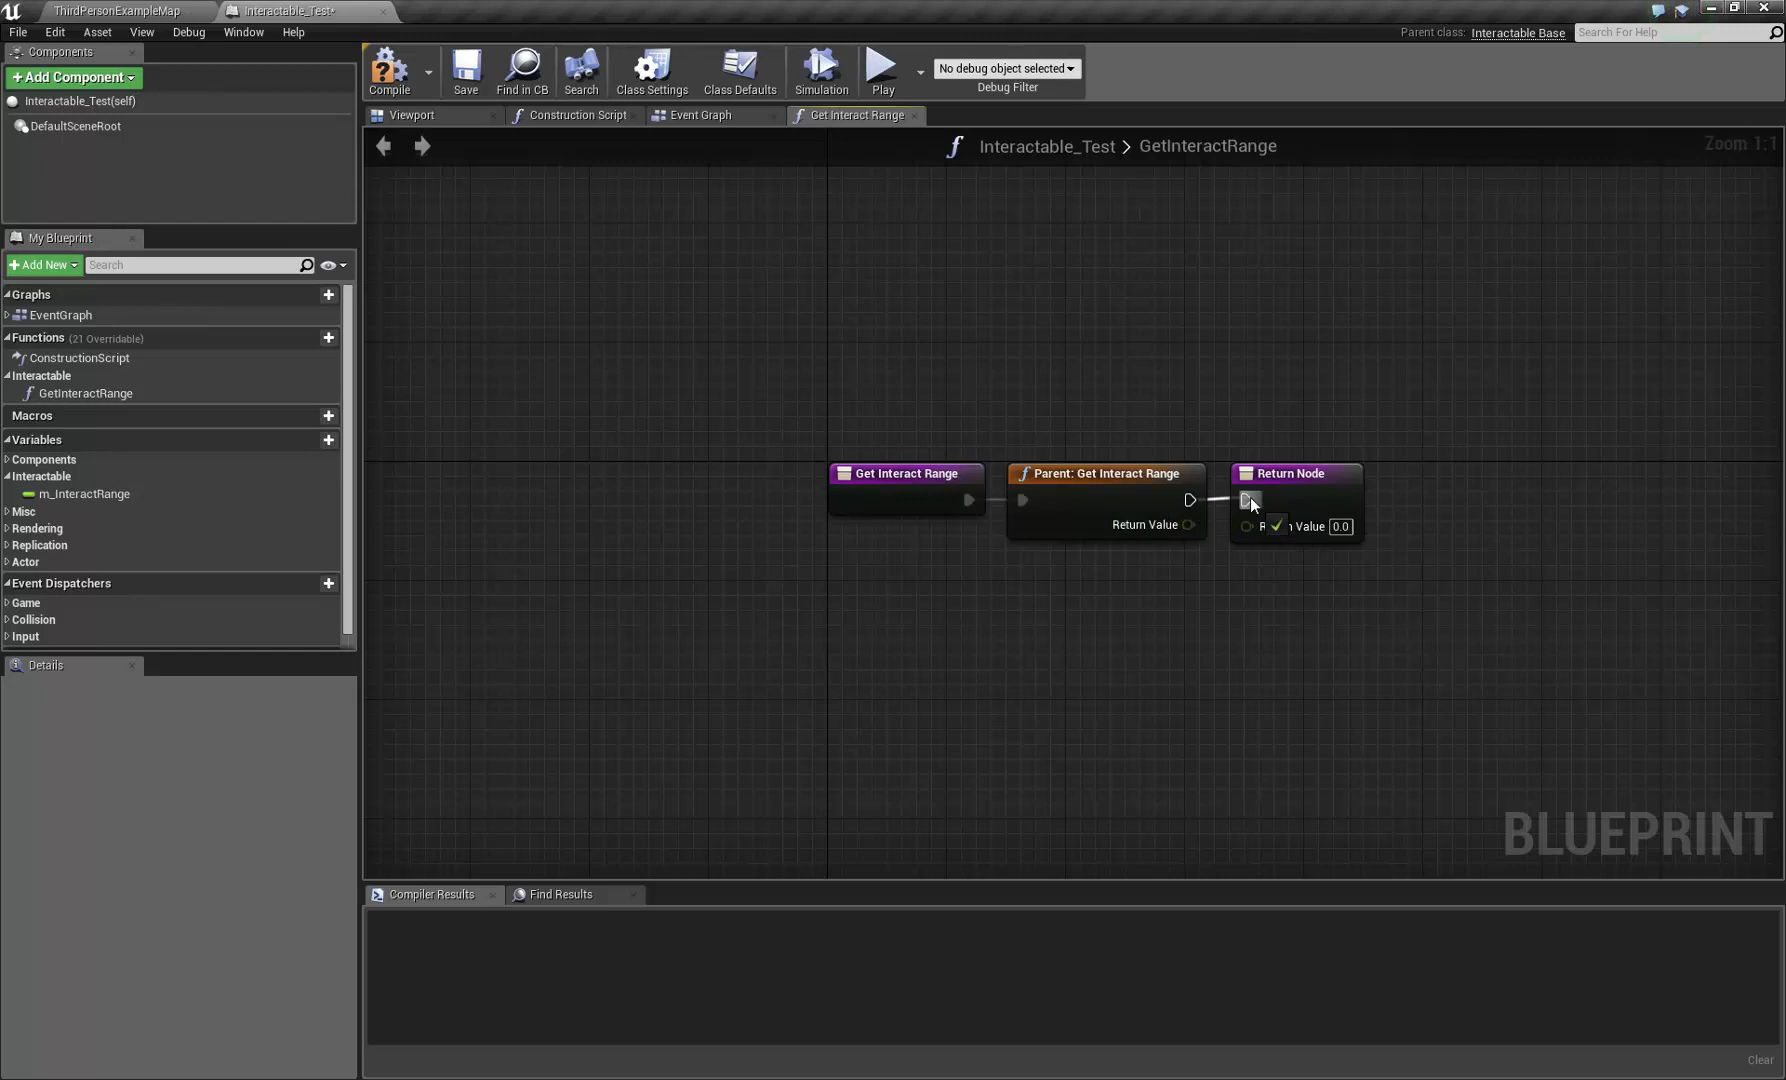 ThirdPersonExampleMap
Interactable_Test*
File Edit Asset View Debug Window Help
Parent class: Interactable Base
Search For Help
Components
Add Component
Interactable_Test(self)
DefaultSceneRoot
Compile
Save
Find in CB
Search
Class Settings
Class Defaults
Simulation
Play
No debug object selected
Debug Filter
Viewport
Construction Script
Event Graph
Get Interact Range
Interactable_Test > GetInteractRange
Zoom 1:1
My Blueprint
Add New
Search
Graphs
EventGraph
Functions (21 Overridable)
ConstructionScript
Interactable
GetInteractRange
Macros
Variables
Components
Interactable
m_InteractRange
Misc
Rendering
Replication
Actor
Event Dispatchers
Game
Collision
Input
Details
Get Interact Range
Parent: Get Interact Range
Return Value
Return Node
Value 0.0
BLUEPRINT
Compiler Results
Find Results
Clear